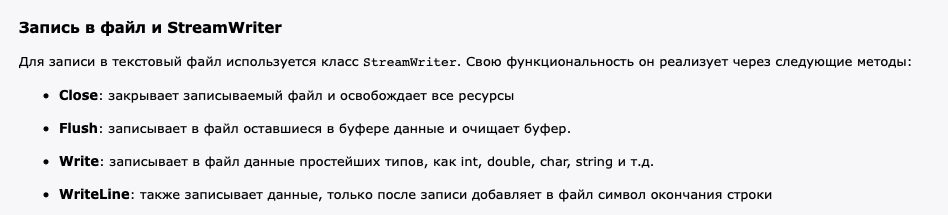 Запись в файл и StreamWriter
Для записи в текстовый файл используется класс StreamWriter. Свою функциональность он реализует через следующие методы:
• Close: закрывает записываемый файл и освобождает все ресурсы
• Flush: записывает в файл оставшиеся в буфере данные и очищает буфер.
• Write: записывает в файл данные простейших типов, как int, double, char, string и т.д.
• WriteLine: также записывает данные, только после записи добавляет в файл символ окончания строки